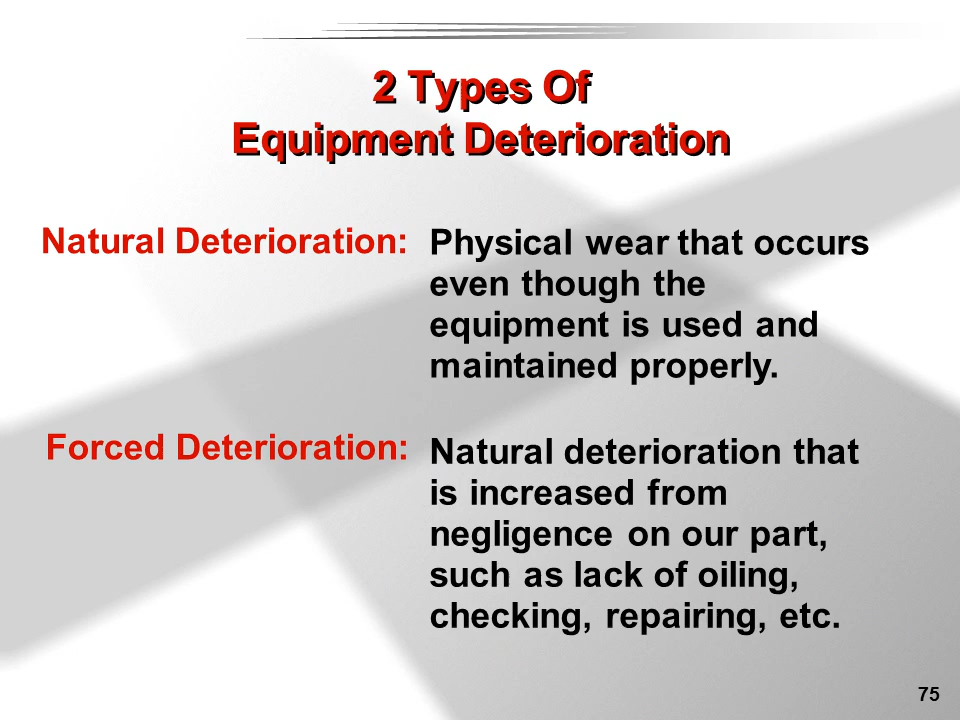 2 Types Of
Equipment Deterioration
Natural Deterioration:
Physical wear that occurs
even though the
equipment is used and
maintained properly.
Forced Deterioration:
Natural deterioration that
is increased from
negligence on our part,
such as lack of oiling,
checking, repairing, etc.
75